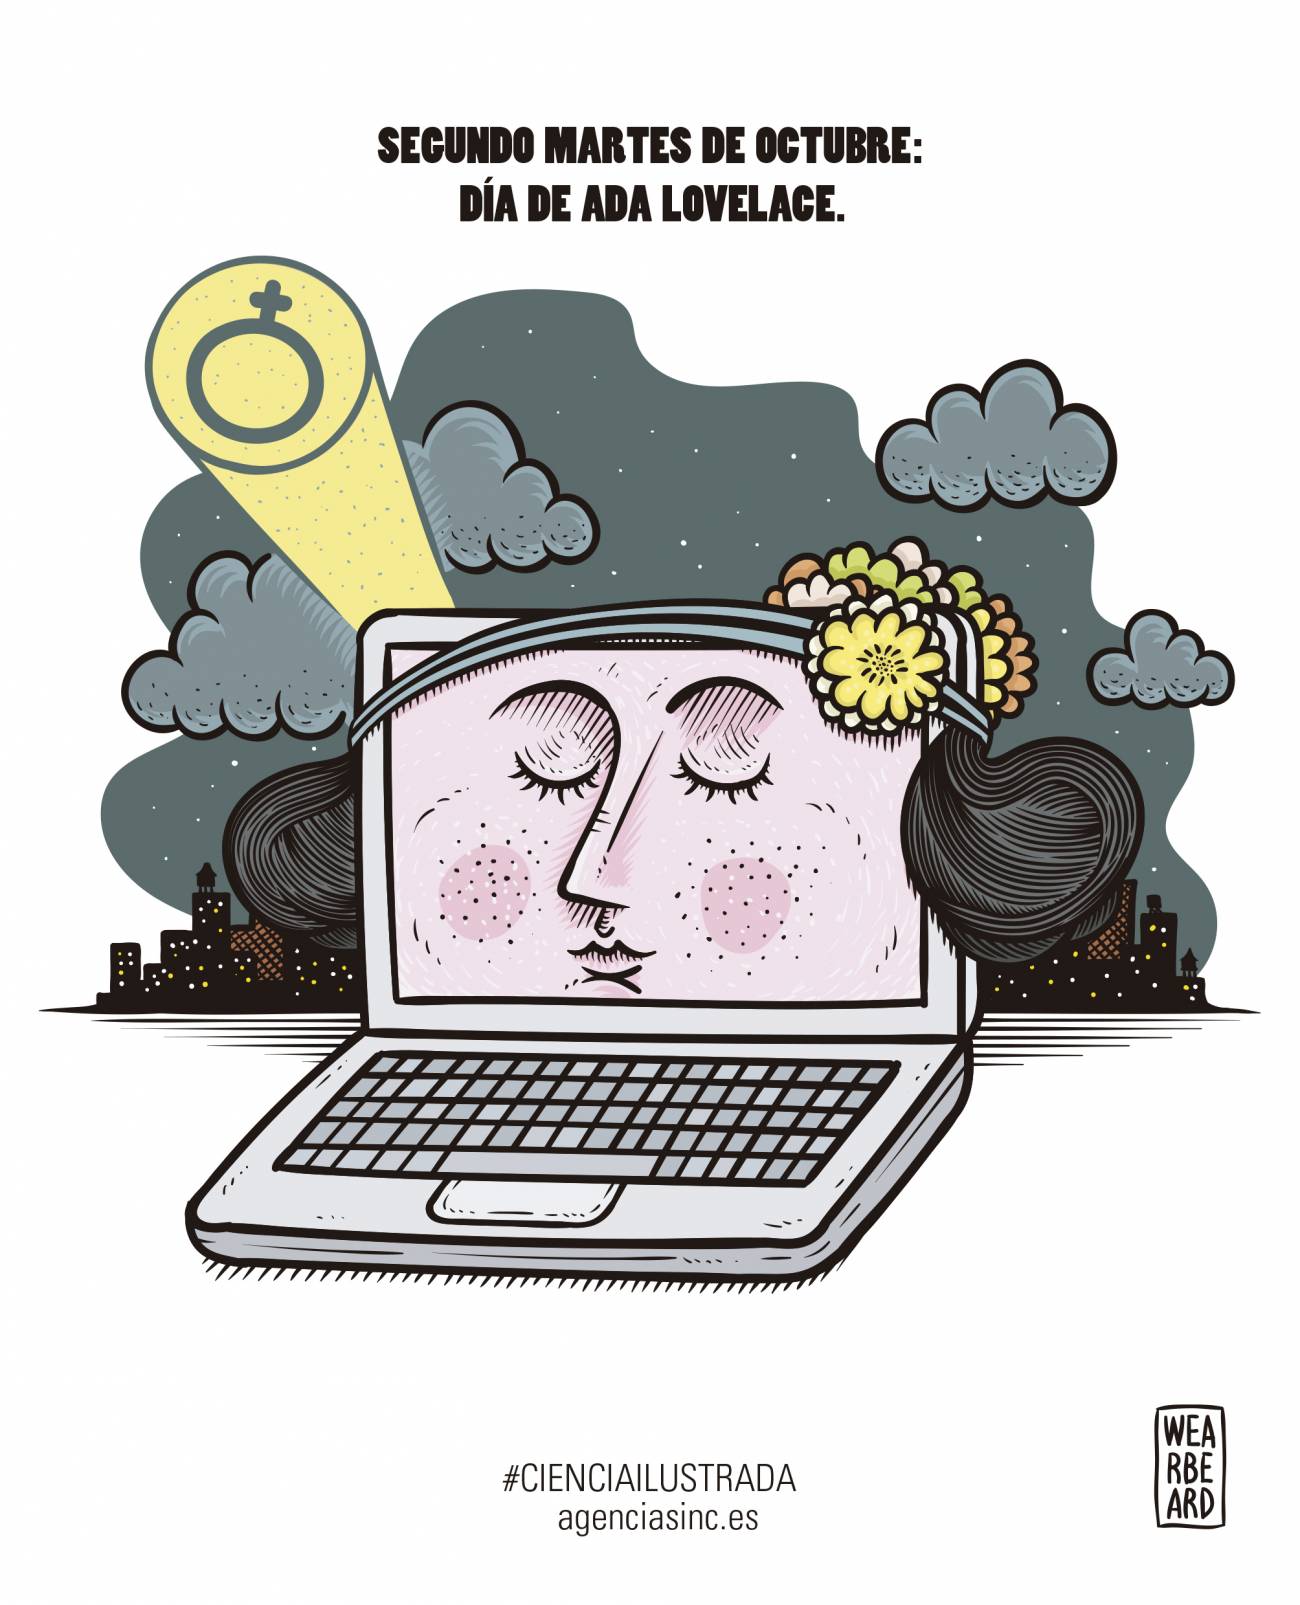 SEGUNDO MARTES DE OCTUBRE:
DÍA DE ADA LOVELACE.
#CIENCIAILUSTRADA
agenciasinc.es
WEA
RBE
ARD